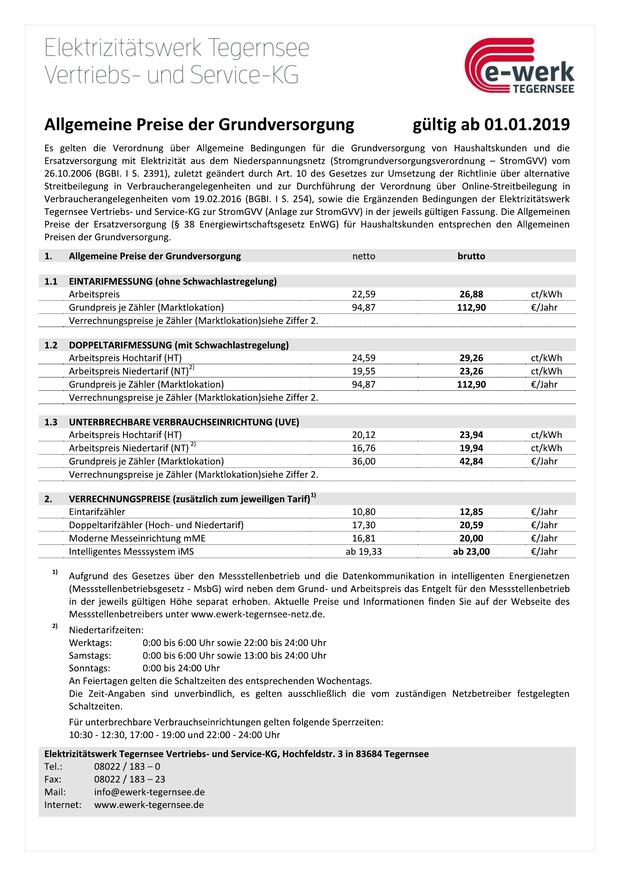 Elektrizitätswerk Tegernsee
Vertriebs- und Service-KG
e-werk
TEGERNSEE
Allgemeine Preise der Grundversorgung gültig ab 01.01.2019
Es gelten die Verordnung über Allgemeine Bedingungen für die Grundversorgung von Haushaltskunden und die
Ersatzversorgung mit Elektrizität aus dem Niederspannungsnetz (Stromgrundversorgungsverordnung – StromGVV) vom
26.10.2006 (BGBl. I S. 2391), zuletzt geändert durch Art. 10 des Gesetzes zur Umsetzung der Richtlinie über alternative
Streitbeilegung in Verbraucherangelegenheiten und zur Durchführung der Verordnung über Online-Streitbeilegung in
Verbraucherangelegenheiten vom 19.02.2016 (BGBl. I S. 254), sowie die Ergänzenden Bedingungen der Elektrizitätswerk
Tegernsee Vertriebs- und Service-KG zur StromGVV (Anlage zur StromGVV) in der jeweils gültigen Fassung. Die Allgemeinen
Preise der Ersatzversorgung (§ 38 Energiewirtschaftsgesetz EnWG) für Haushaltskunden entsprechen den Allgemeinen
Preisen der Grundversorgung.
1. Allgemeine Preise der Grundversorgung netto brutto
1.1 EINTARIFMESSUNG (ohne Schwachlastregelung)
Arbeitspreis 22,59 26,88 ct/kWh
Grundpreis je Zähler (Marktlokation) 94,87 112,90 €/Jahr
Verrechnungspreise je Zähler (Marktlokation)siehe Ziffer 2.
1.2 DOPPELTARIFMESSUNG (mit Schwachlastregelung)
Arbeitspreis Hochtarif (HT) 24,59 29,26 ct/kWh
Arbeitspreis Niedertarif (NT)2) 19,55 23,26 ct/kWh
Grundpreis je Zähler (Marktlokation) 94,87 112,90 €/Jahr
Verrechnungspreise je Zähler (Marktlokation)siehe Ziffer 2.
1.3 UNTERBRECHBARE VERBRAUCHSEINRICHTUNG (UVE)
Arbeitspreis Hochtarif (HT) 20,12 23,94 ct/kWh
Arbeitspreis Niedertarif (NT) 2) 16,76 19,94 ct/kWh
Grundpreis je Zähler (Marktlokation) 36,00 42,84 €/Jahr
Verrechnungspreise je Zähler (Marktlokation)siehe Ziffer 2.
2. VERRECHNUNGSPREISE (zusätzlich zum jeweiligen Tarif)1)
Eintarifzähler 10,80 12,85 €/Jahr
Doppeltarifzähler (Hoch- und Niedertarif) 17,30 20,59 €/Jahr
Moderne Messeinrichtung mME 16,81 20,00 €/Jahr
Intelligentes Messsystem iMS ab 19,33 ab 23,00 €/Jahr
1) Aufgrund des Gesetzes über den Messstellenbetrieb und die Datenkommunikation in intelligenten Energienetzen
(Messstellenbetriebsgesetz - MsbG) wird neben dem Grund- und Arbeitspreis das Entgelt für den Messstellenbetrieb
in der jeweils gültigen Höhe separat erhoben. Aktuelle Preise und Informationen finden Sie auf der Webseite des
Messstellenbetreibers unter www.ewerk-tegernsee-netz.de.
2) Niedertarifzeiten:
Werktags: 0:00 bis 6:00 Uhr sowie 22:00 bis 24:00 Uhr
Samstags: 0:00 bis 6:00 Uhr sowie 13:00 bis 24:00 Uhr
Sonntags: 0:00 bis 24:00 Uhr
An Feiertagen gelten die Schaltzeiten des entsprechenden Wochentags.
Die Zeit-Angaben sind unverbindlich, es gelten ausschließlich die vom zuständigen Netzbetreiber festgelegten
Schaltzeiten.
Für unterbrechbare Verbrauchseinrichtungen gelten folgende Sperrzeiten:
10:30 - 12:30, 17:00 - 19:00 und 22:00 - 24:00 Uhr
Elektrizitätswerk Tegernsee Vertriebs- und Service-KG, Hochfeldstr. 3 in 83684 Tegernsee
Tel.: 08022 / 183 – 0
Fax: 08022 / 183 – 23
Mail: info@ewerk-tegernsee.de
Internet: www.ewerk-tegernsee.de